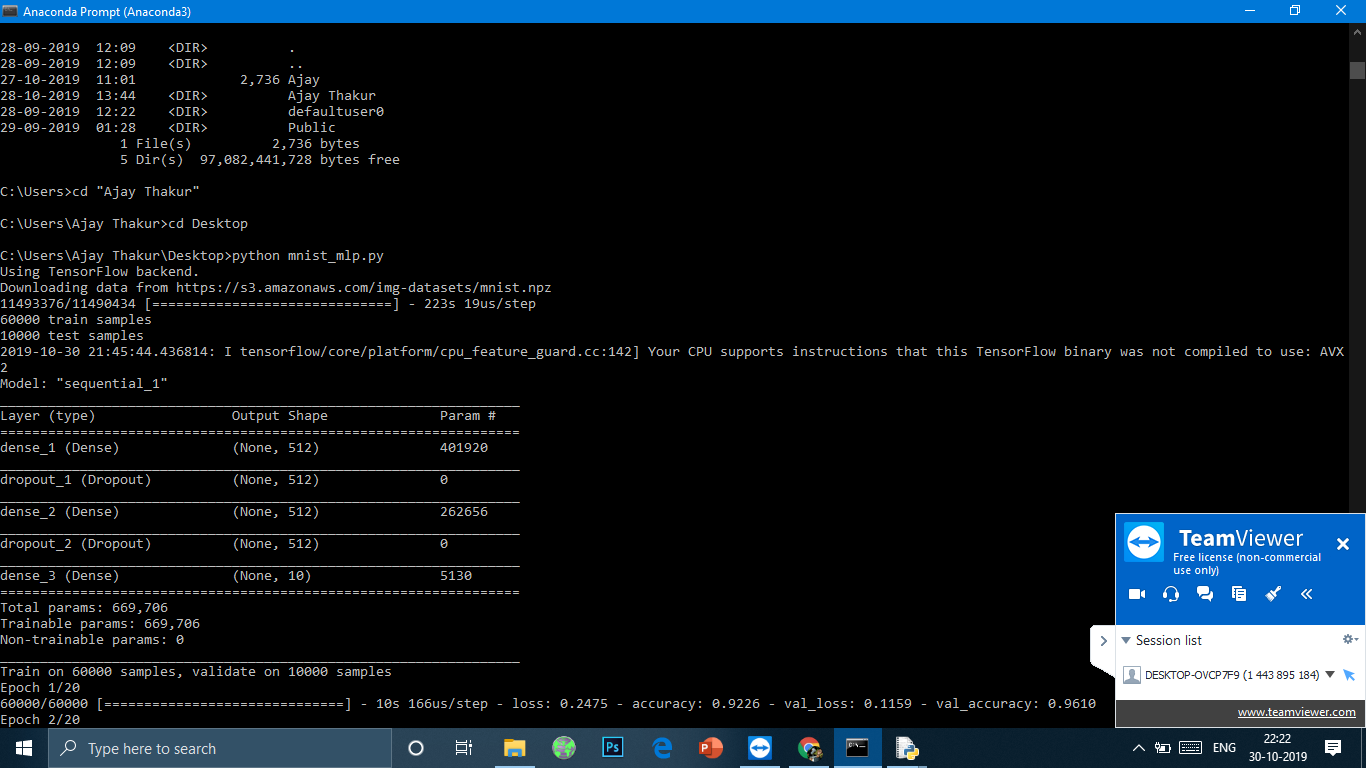 Anaconda Prompt (Anaconda3)
28-09-2019  12:09    <DIR>          .
28-09-2019  12:09    <DIR>          ..
27-10-2019  11:01             2,736 Ajay
28-10-2019  13:44    <DIR>          Ajay Thakur
28-09-2019  12:22    <DIR>          defaultuser0
29-09-2019  01:28    <DIR>          Public
               1 File(s)          2,736 bytes
               5 Dir(s)  97,082,441,728 bytes free
C:\Users>cd "Ajay Thakur"
C:\Users\Ajay Thakur>cd Desktop
C:\Users\Ajay Thakur\Desktop>python mnist_mlp.py
Using TensorFlow backend.
Downloading data from https://s3.amazonaws.com/img-datasets/mnist.npz
11493376/11490434 [==============================] - 223s 19us/step
60000 train samples
10000 test samples
2019-10-30 21:45:44.436814: I tensorflow/core/platform/cpu_feature_guard.cc:142] Your CPU supports instructions that this TensorFlow binary was not compiled to use: AVX
2
Model: "sequential_1"
_________________________________________________________________
Layer (type)                 Output Shape              Param #
=================================================================
dense_1 (Dense)              (None, 512)               401920
_________________________________________________________________
dropout_1 (Dropout)          (None, 512)               0
_________________________________________________________________
dense_2 (Dense)              (None, 512)               262656
_________________________________________________________________
dropout_2 (Dropout)          (None, 512)               0
_________________________________________________________________
dense_3 (Dense)              (None, 10)                5130
=================================================================
Total params: 669,706
Trainable params: 669,706
Non-trainable params: 0
_________________________________________________________________
Train on 60000 samples, validate on 10000 samples
Epoch 1/20
60000/60000 [==============================] - 10s 166us/step - loss: 0.2475 - accuracy: 0.9226 - val_loss: 0.1159 - val_accuracy: 0.9610
Epoch 2/20
TeamViewer
Free license (non-commercial
use only)
Session list
DESKTOP-OVCP7F9 (1 443 895 184)
www.teamviewer.com
Type here to search
Ps
ENG
22:22
30-10-2019